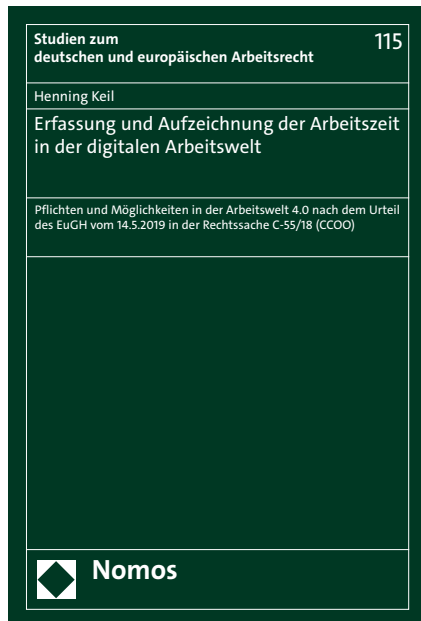 Studien zum
deutschen und europäischen Arbeitsrecht
115
Henning Keil
Erfassung und Aufzeichnung der Arbeitszeit
in der digitalen Arbeitswelt
Pflichten und Möglichkeiten in der Arbeitswelt 4.0 nach dem Urteil
des EuGH vom 14.5.2019 in der Rechtssache C-55/18 (CCOO)
Nomos